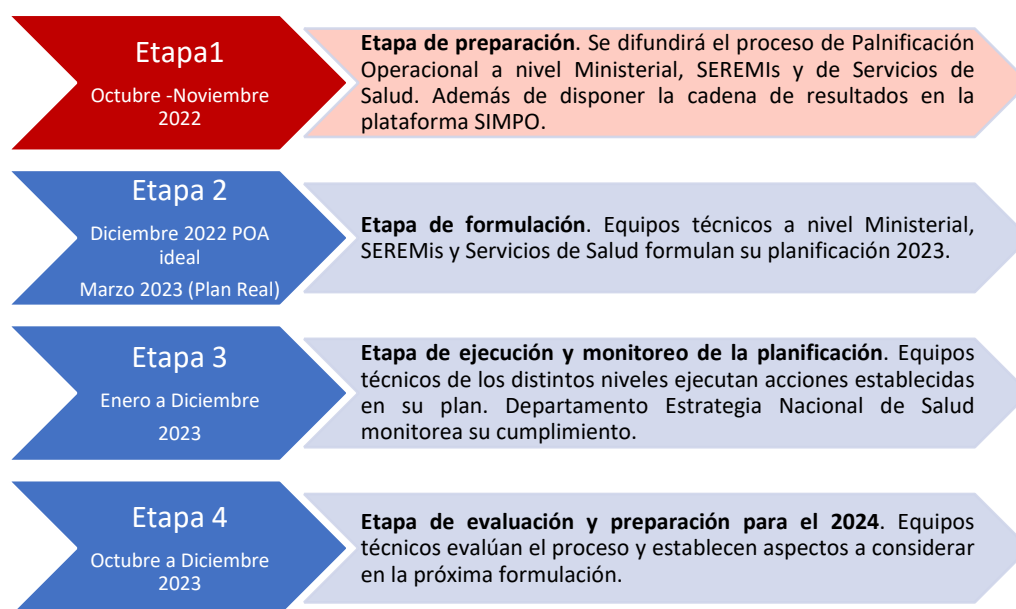 Etapa1
Octubre -Noviembre
2022
Etapa de preparación. Se difundirá el proceso de Palnificación
Operacional a nivel Ministerial, SEREMIs y de Servicios de
Salud. Además de disponer la cadena de resultados en la
plataforma SIMPO.
Etapa 2
Diciembre 2022 POA
ideal
Marzo 2023 (Plan Real)
Etapa de formulación. Equipos técnicos a nivel Ministerial,
SEREMis y Servicios de Salud formulan su planificación 2023.
Etapa 3
Enero a Diciembre
2023
Etapa de ejecución y monitoreo de la planificación. Equipos
técnicos de los distintos niveles ejecutan acciones establecidas
en su plan. Departamento Estrategia Nacional de Salud
monitorea su cumplimiento.
Etapa 4
Octubre a Diciembre
2023
Etapa de evaluación y preparación para el 2024. Equipos
técnicos evalúan el proceso y establecen aspectos a considerar
en la próxima formulación.